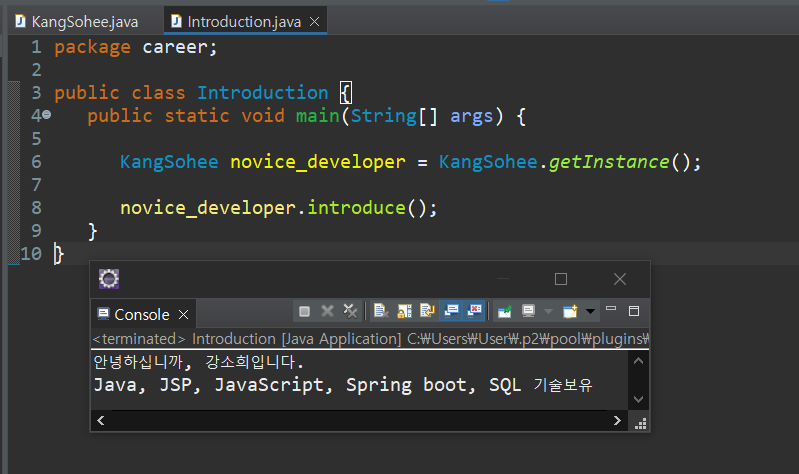 KangSohee.java Introduction.java
1 package career;
2
3 public class Introduction {
4 public static void main(String[] args) {
5
6 KangSohee novice_developer = KangSohee.getInstance();
7
8 novice_developer.introduce();
9 }
10 }
Console
<terminated> Introduction [Java Application] C:₩Users₩User₩.p2₩pool₩plugins₩
안녕하십니까, 강소희입니다.
Java, JSP, JavaScript, Spring boot, SQL 기술보유